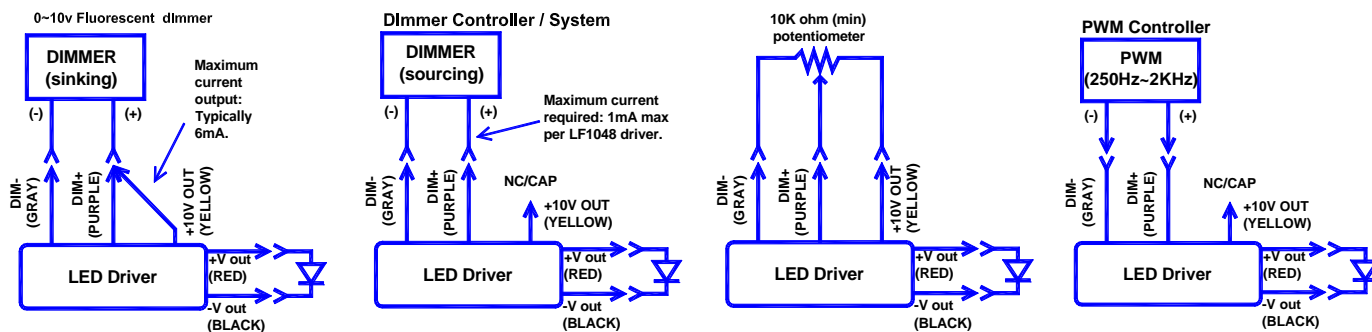 0~10v Fluorescent dImmer
DIMMER
(sinking)
(-)
(+)
Maximum
current
output:
Typically
6mA.
DIM-
(GRAY)
DIM+
(PURPLE)
+10V OUT
(YELLOW)
LED Driver
+V out
(RED)
-V out
(BLACK)
DImmer Controller / System
DIMMER
(sourcing)
(-)
(+)
Maximum current
required: 1mA max
per LF1048 driver.
DIM-
(GRAY)
DIM+
(PURPLE)
NC/CAP
+10V OUT
(YELLOW)
LED Driver
+V out
(RED)
-V out
(BLACK)
10K ohm (min)
potentiometer
DIM-
(GRAY)
DIM+
(PURPLE)
+10V OUT
(YELLOW)
LED Driver
+V out
(RED)
-V out
(BLACK)
PWM Controller
PWM
(250Hz~2KHz)
(-)
(+)
DIM-
(GRAY)
DIM+
(PURPLE)
NC/CAP
+10V OUT
(YELLOW)
LED Driver
+V out
(RED)
-V out
(BLACK)